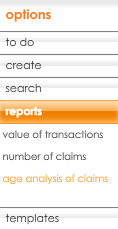 options
to do
create
search
reports
value of transactions
number of claims
age analysis of claims
templates